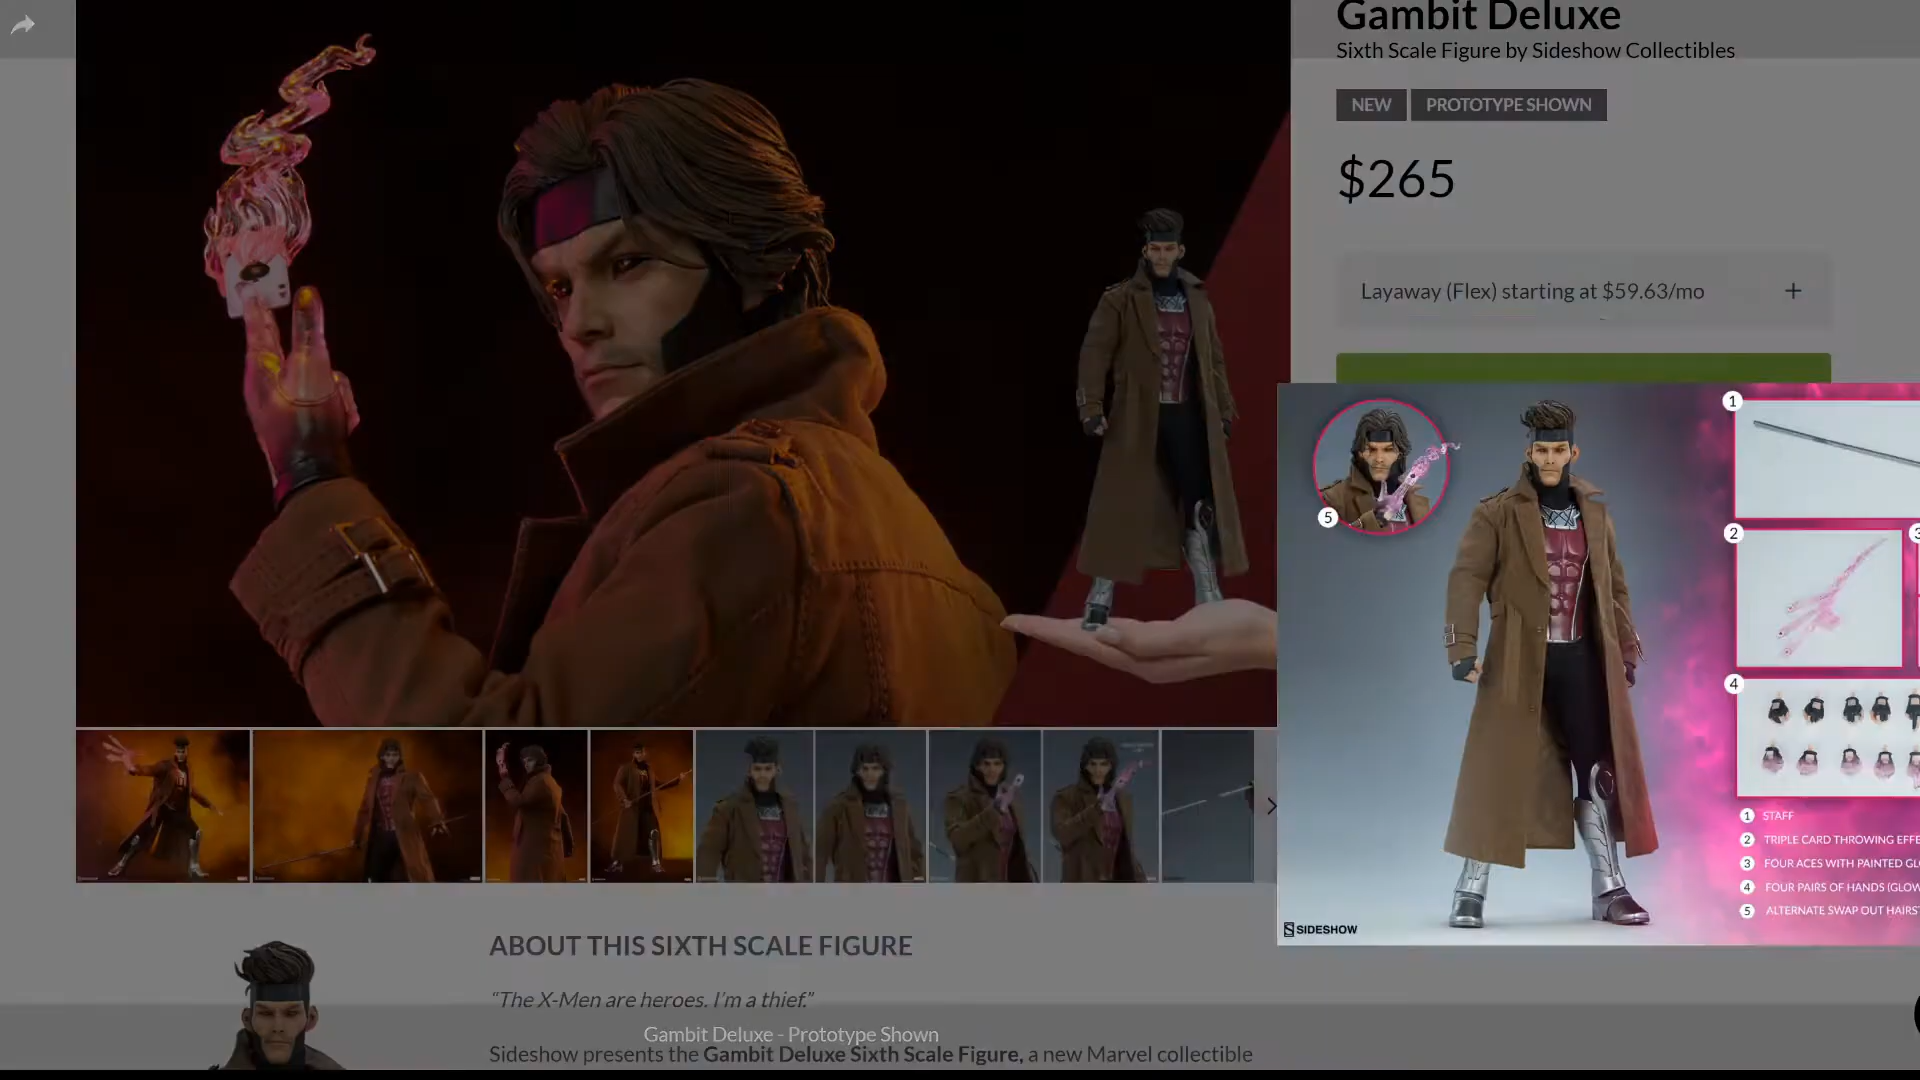 Gambit Deluxe
Sixth Scale Figure by Sideshow Collectibles
NEW
PROTOTYPE SHOWN
$265
Layaway (Flex) starting at $59.63/mo
+
1
5
2
3
4
1 STAFF
2 TRIPLE CARD THROWING EFFE
3 FOUR ACES WITH PAINTED GLO
4 FOUR PAIRS OF HANDS (GLOW
5 ALTERNATE SWAP OUT HAIRST
SIDESHOW
ABOUT THIS SIXTH SCALE FIGURE
“The X-Men are heroes. I’m a thief.”
Gambit Deluxe - Prototype Shown
Sideshow presents the Gambit Deluxe Sixth Scale Figure, a new Marvel collectible